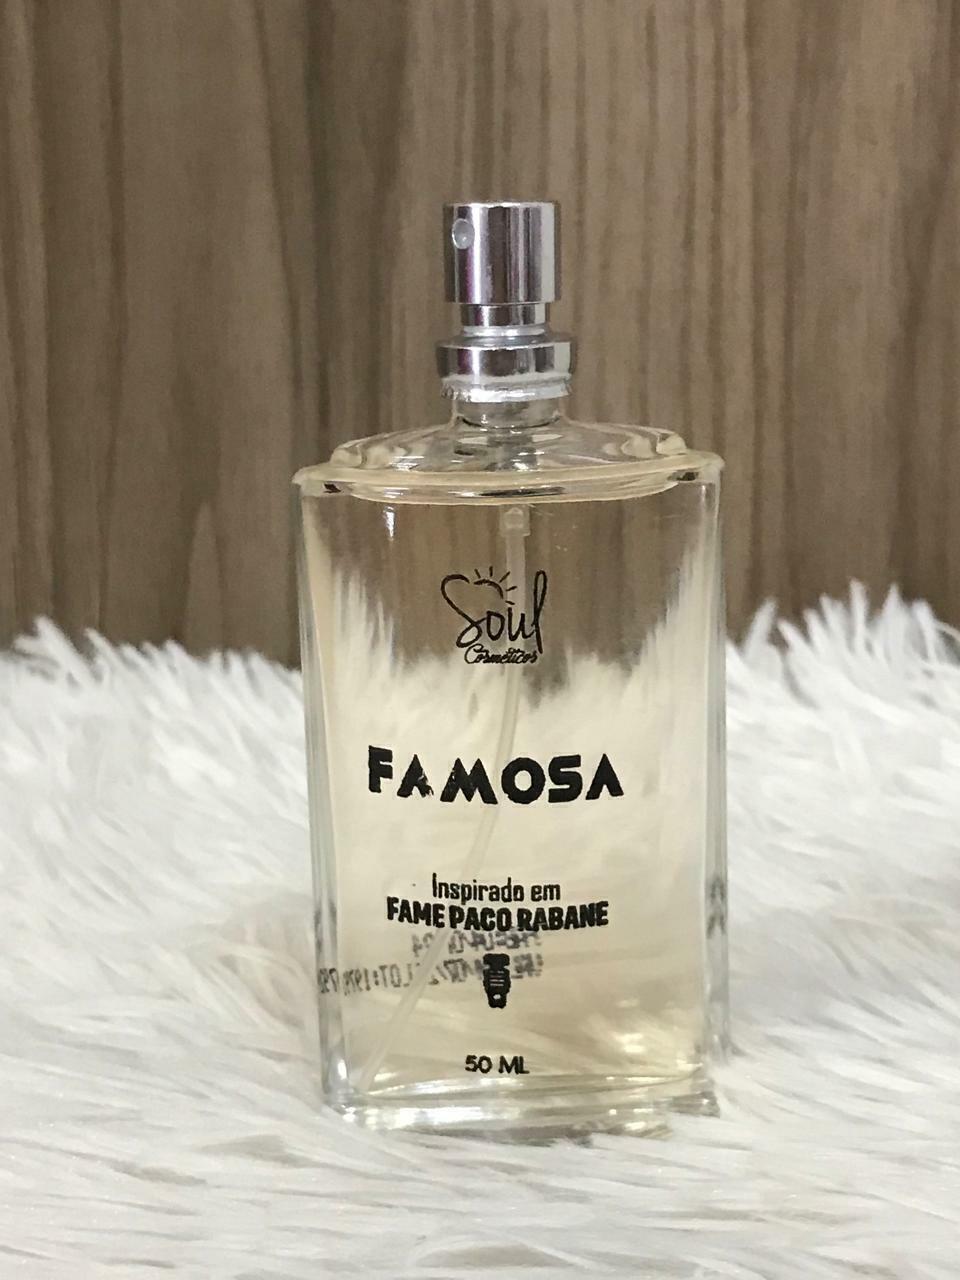 Soul
Cosméticos
FAMOSA
Inspirado em
FAME PACO RABANE
50 ML